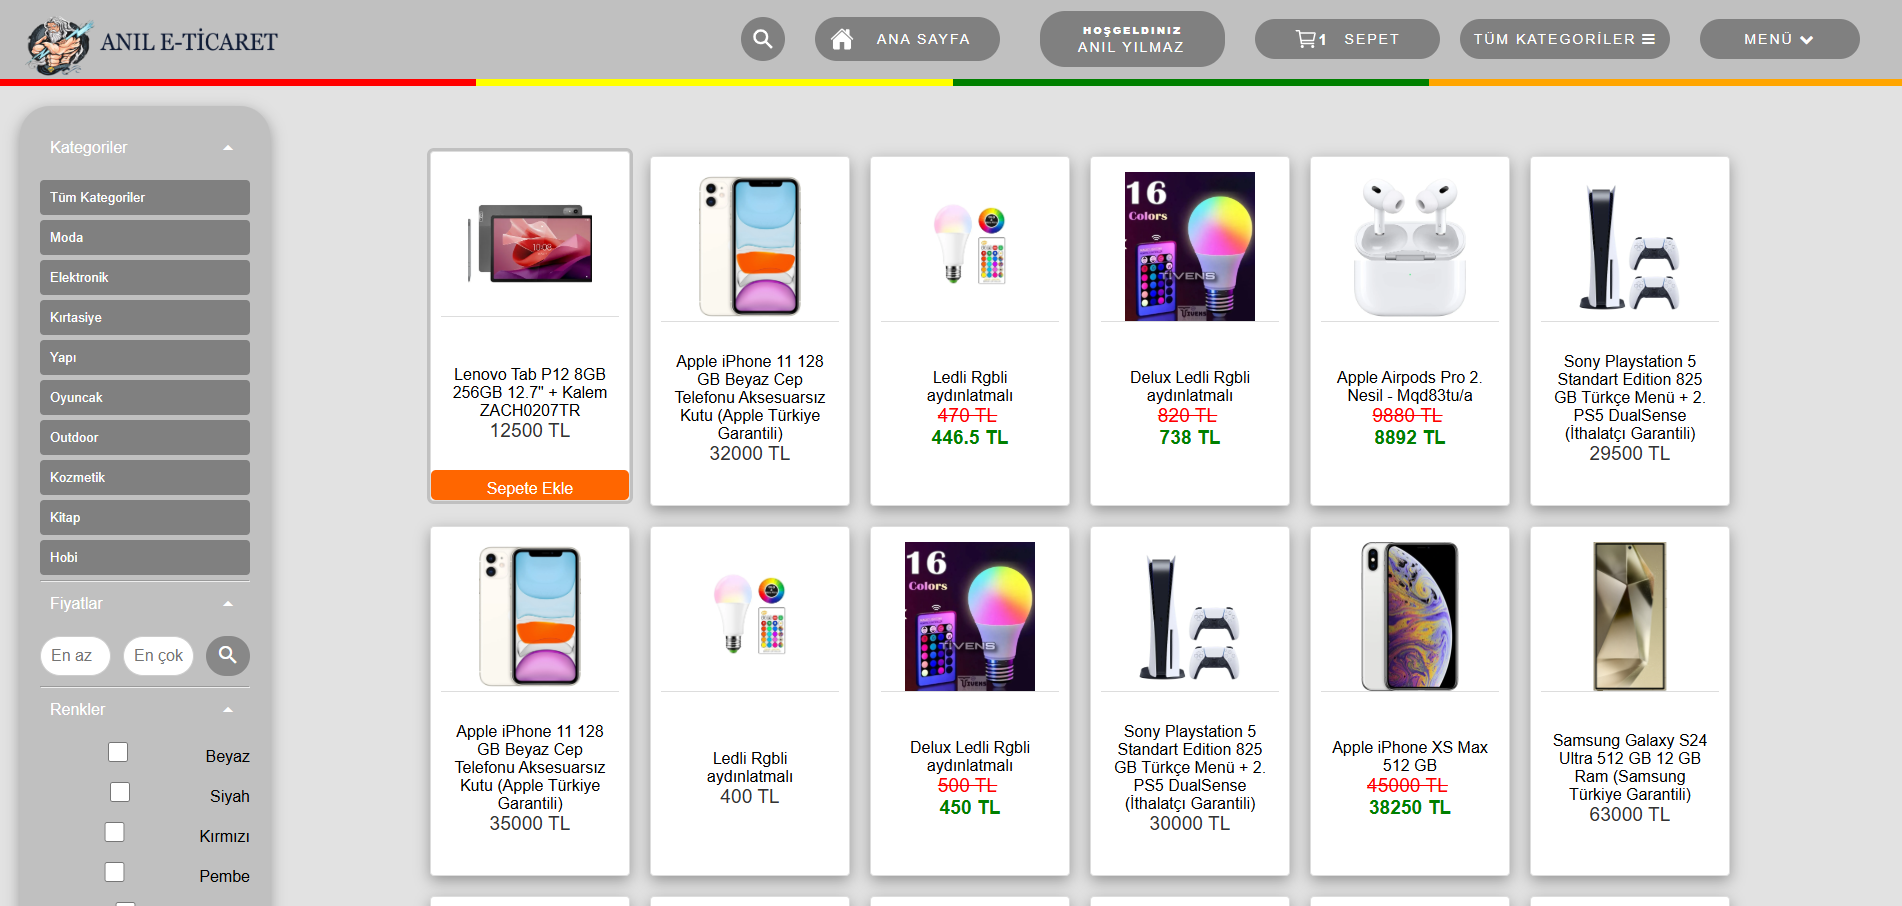 ANIL E-TİCARET
ANA SAYFA
HOŞGELDINIZ
ANIL YILMAZ
1 SEPET
TÜM KATEGORİLER
MENÜ
Kategoriler
Tüm Kategoriler
Moda
Elektronik
Kırtasiye
Yapı
Oyuncak
Outdoor
Kozmetik
Kitap
Hobi
Fiyatlar
En az
En çok
Renkler
Beyaz
Siyah
Kırmızı
Pembe
Lenovo Tab P12 8GB
256GB 12.7" + Kalem
ZACH0207TR
12500 TL
Sepete Ekle
Apple iPhone 11 128
GB Beyaz Cep
Telefonu Aksesuarsız
Kutu (Apple Türkiye
Garantili)
32000 TL
Ledli Rgbli
aydınlatmalı
470 TL
446.5 TL
16
Colors
TIVENS
TIVENS
Delux Ledli Rgbli
aydınlatmalı
820 TL
738 TL
Apple Airpods Pro 2.
Nesil - Mqd83tu/a
9880 TL
8892 TL
Sony Playstation 5
Standart Edition 825
GB Türkçe Menü + 2.
PS5 DualSense
(İthalatçı Garantili)
29500 TL
Apple iPhone 11 128
GB Beyaz Cep
Telefonu Aksesuarsız
Kutu (Apple Türkiye
Garantili)
35000 TL
Ledli Rgbli
aydınlatmalı
400 TL
16
Colors
TIVENS
TIVENS
Delux Ledli Rgbli
aydınlatmalı
500 TL
450 TL
Sony Playstation 5
Standart Edition 825
GB Türkçe Menü + 2.
PS5 DualSense
(İthalatçı Garantili)
30000 TL
Apple iPhone XS Max
512 GB
45000 TL
38250 TL
Samsung Galaxy S24
Ultra 512 GB 12 GB
Ram (Samsung
Türkiye Garantili)
63000 TL